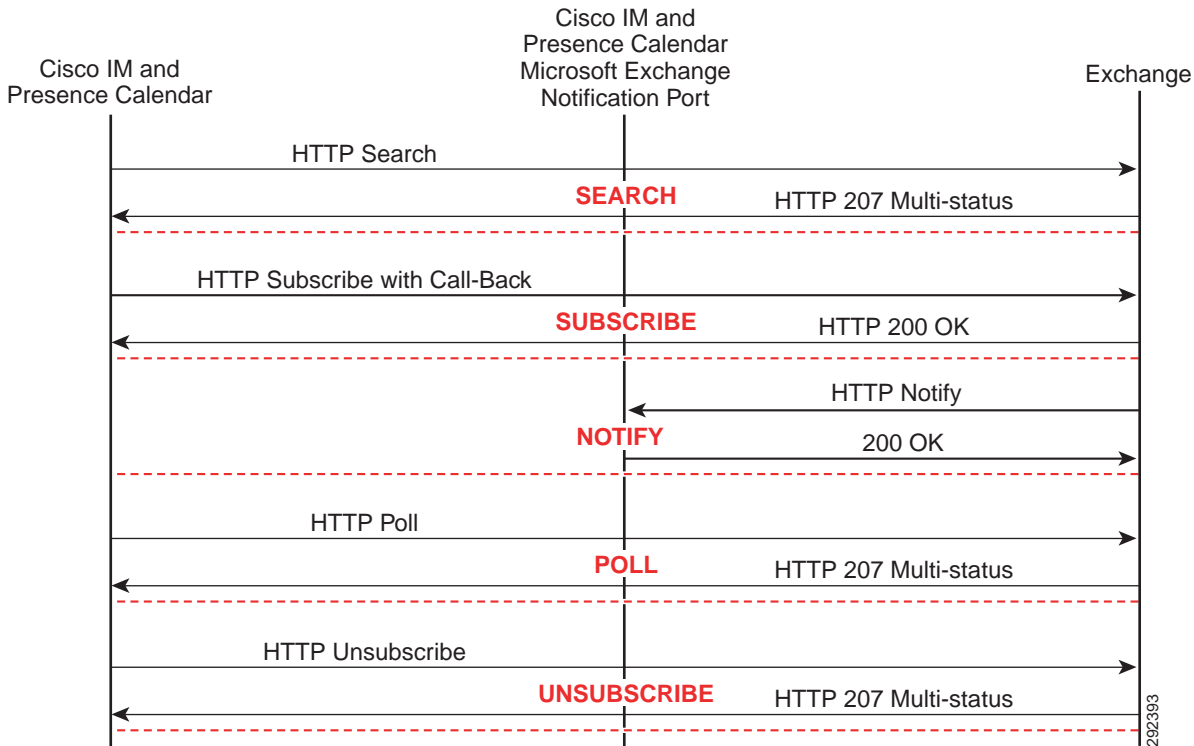 Cisco IM and
Presence Calendar
Cisco IM and
Presence Calendar
Microsoft Exchange
Notification Port
Exchange
HTTP Search
SEARCH
HTTP 207 Multi-status
HTTP Subscribe with Call-Back
SUBSCRIBE
HTTP 200 OK
HTTP Notify
NOTIFY
200 OK
HTTP Poll
POLL
HTTP 207 Multi-status
HTTP Unsubscribe
UNSUBSCRIBE
HTTP 207 Multi-status
292393